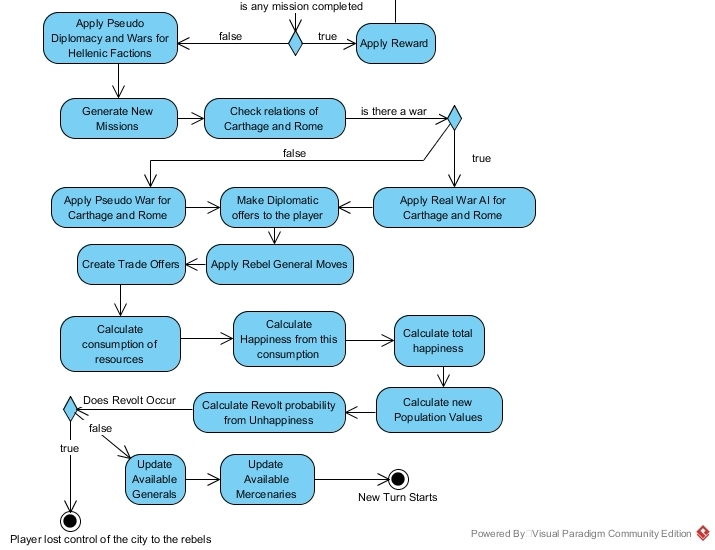 is any mission completed
Apply Pseudo
Diplomacy and Wars for
Hellenic Factions
false
true
Apply Reward
Generate New
Missions
Check relations of
Carthage and Rome
is there a war
false
true
Apply Pseudo War for
Carthage and Rome
Make Diplomatic
offers to the player
Apply Real War AI for
Carthage and Rome
Create Trade Offers
Apply Rebel General Moves
Calculate
consumption of
resources
Calculate
Happiness from this
consumption
Calculate total
happiness
Does Revolt Occur
Calculate Revolt probability
from Unhappiness
Calculate new
Population Values
false
true
Update
Available
Generals
Update
Available
Mercenaries
New Turn Starts
Player lost control of the city to the rebels
Powered By Visual Paradigm Community Edition